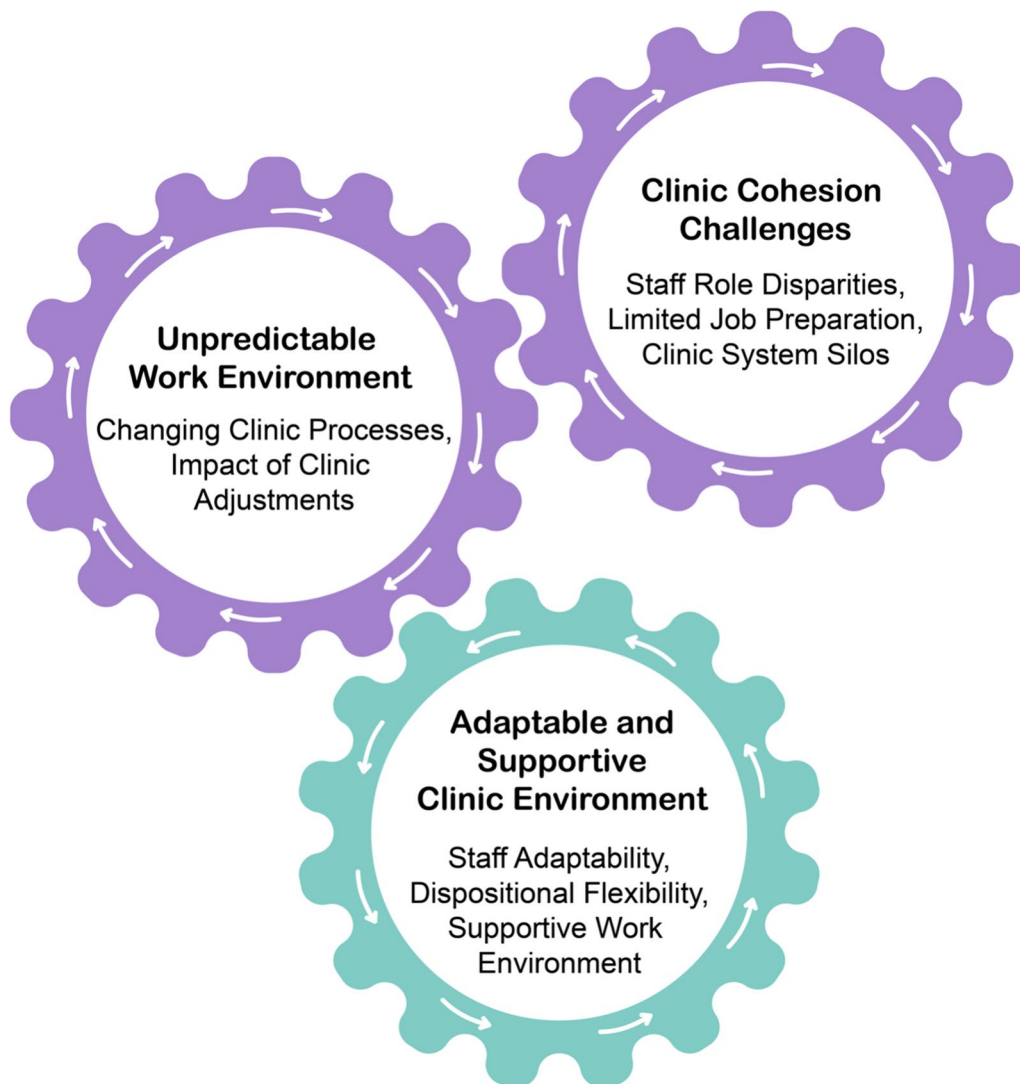 Clinic Cohesion
Challenges
Staff Role Disparities,
Limited Job Preparation,
Clinic System Silos
Unpredictable
Work Environment
Changing Clinic Processes,
Impact of Clinic
Adjustments
Adaptable and
Supportive
Clinic Environment
Staff Adaptability,
Dispositional Flexibility,
Supportive Work
Environment